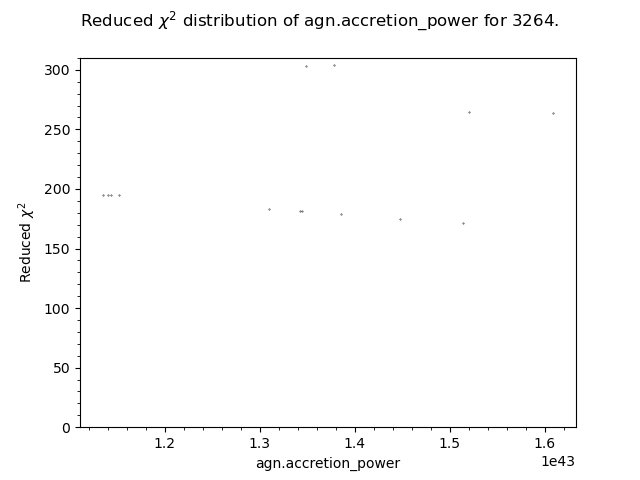 Reduced χ² distribution of agn.accretion_power for 3264.
300
250
200
150
100
50
0
Reduced χ²
1.2 1.3 1.4 1.5 1.6
1e43
agn.accretion_power